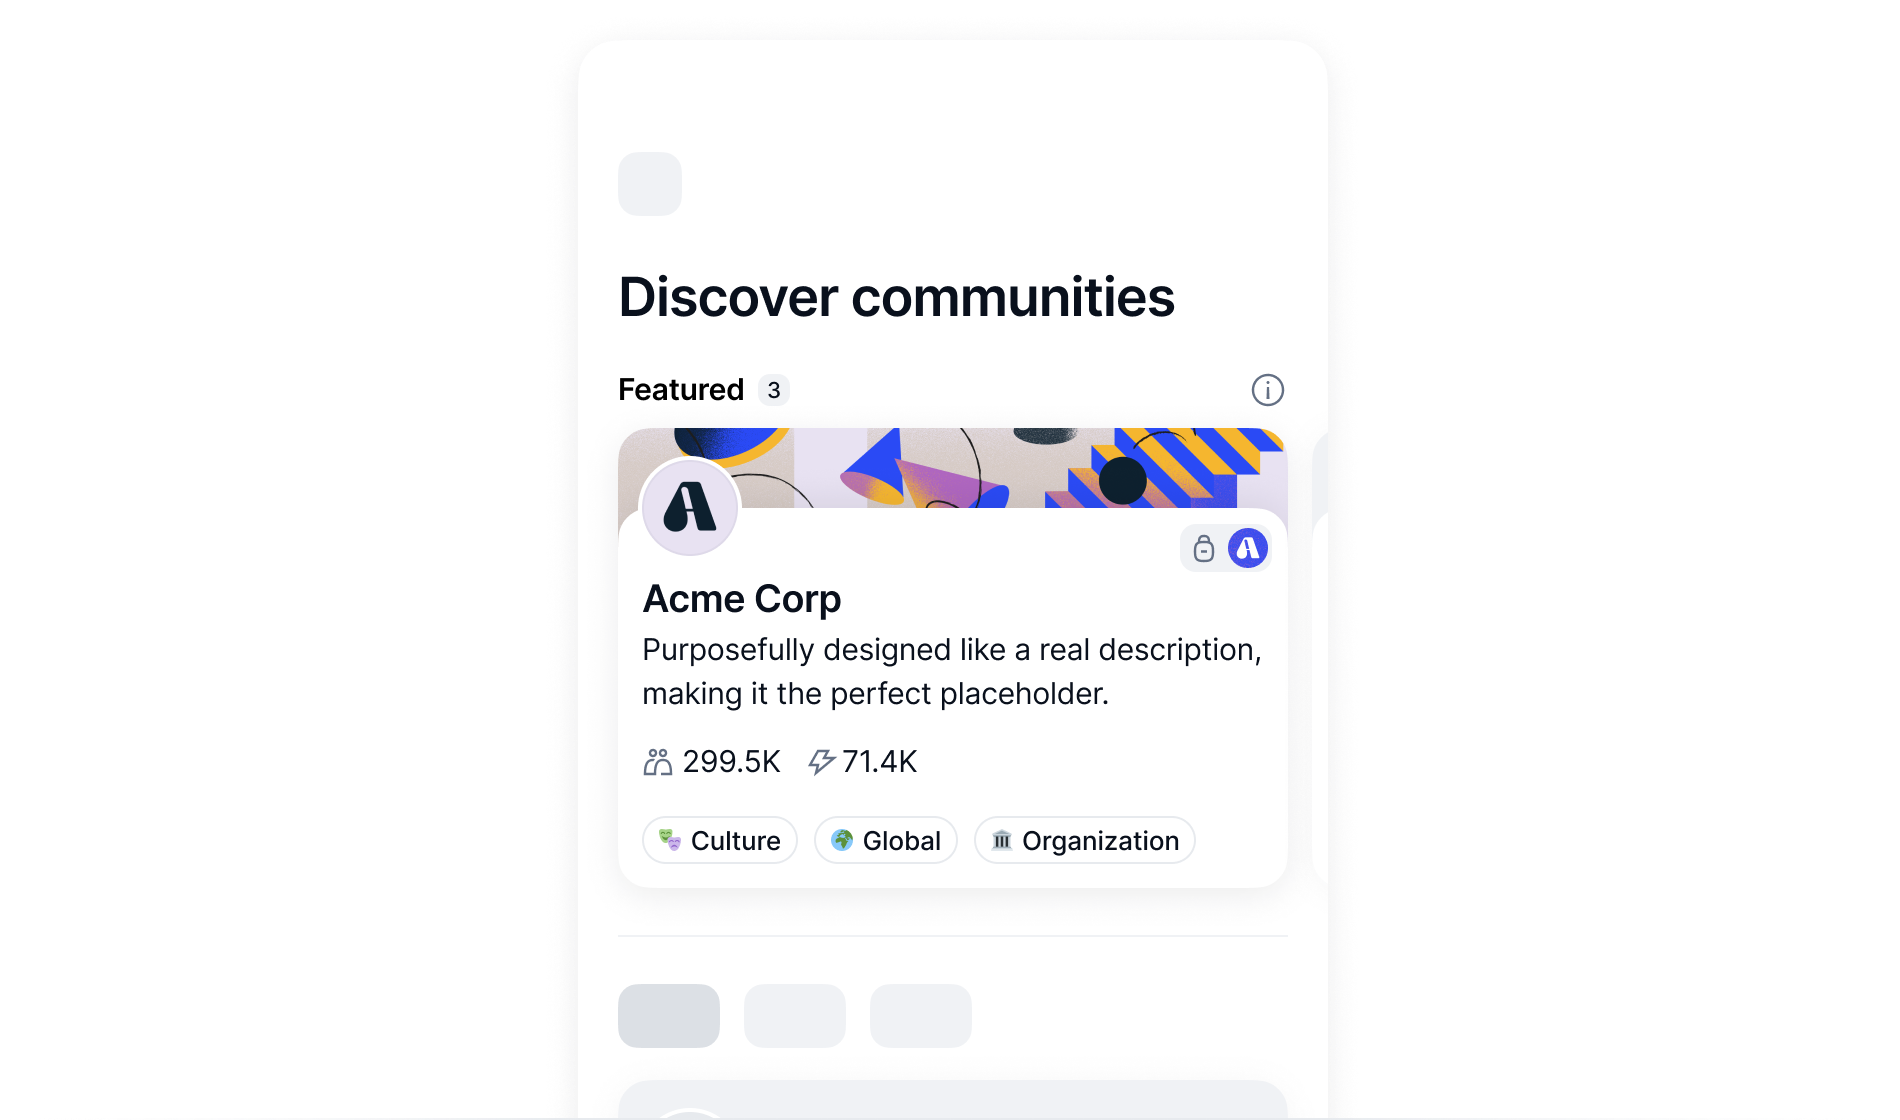 Discover communities
Featured 3
Acme Corp
Purposefully designed like a real description,
making it the perfect placeholder.
299.5K 71.4K
Culture Global Organization